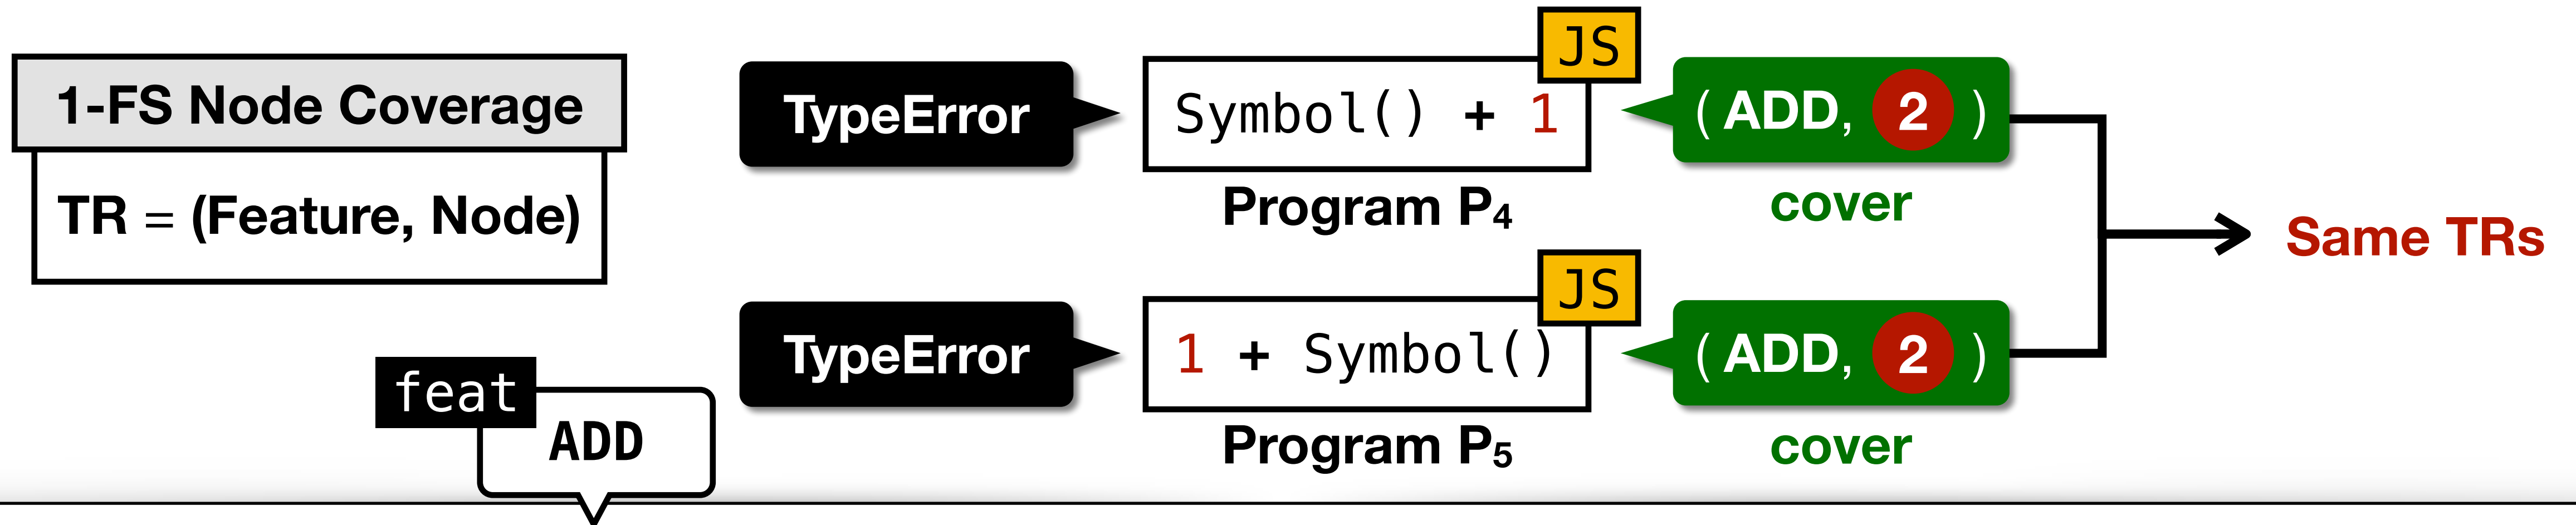 1-FS Node Coverage
TR = (Feature, Node)
feat
ADD
TypeError
JS
Symbol() + 1
Program P₄
( ADD, 2 )
cover
TypeError
JS
1 + Symbol()
Program P₅
( ADD, 2 )
cover
Same TRs